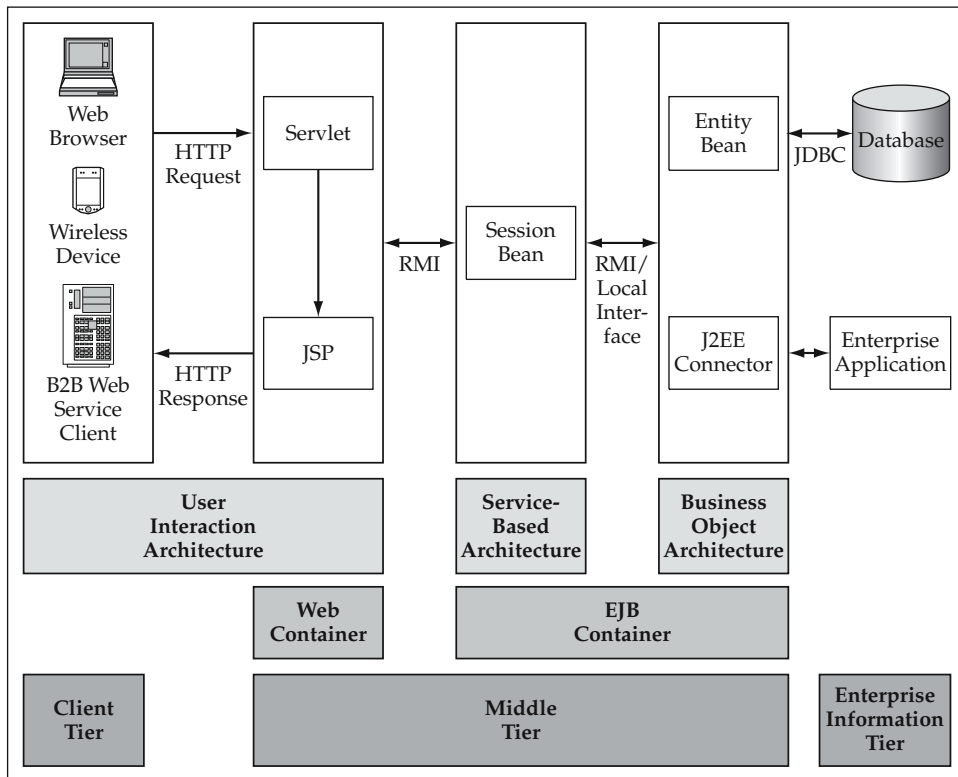 Web
Browser
Wireless
Device
B2B Web
Service
Client
HTTP
Request
HTTP
Response
Servlet
JSP
RMI
Session
Bean
RMI/
Local
Inter-
face
Entity
Bean
J2EE
Connector
JDBC
Database
Enterprise
Application
User
Interaction
Architecture
Service-
Based
Architecture
Business
Object
Architecture
Web
Container
EJB
Container
Client
Tier
Middle
Tier
Enterprise
Information
Tier